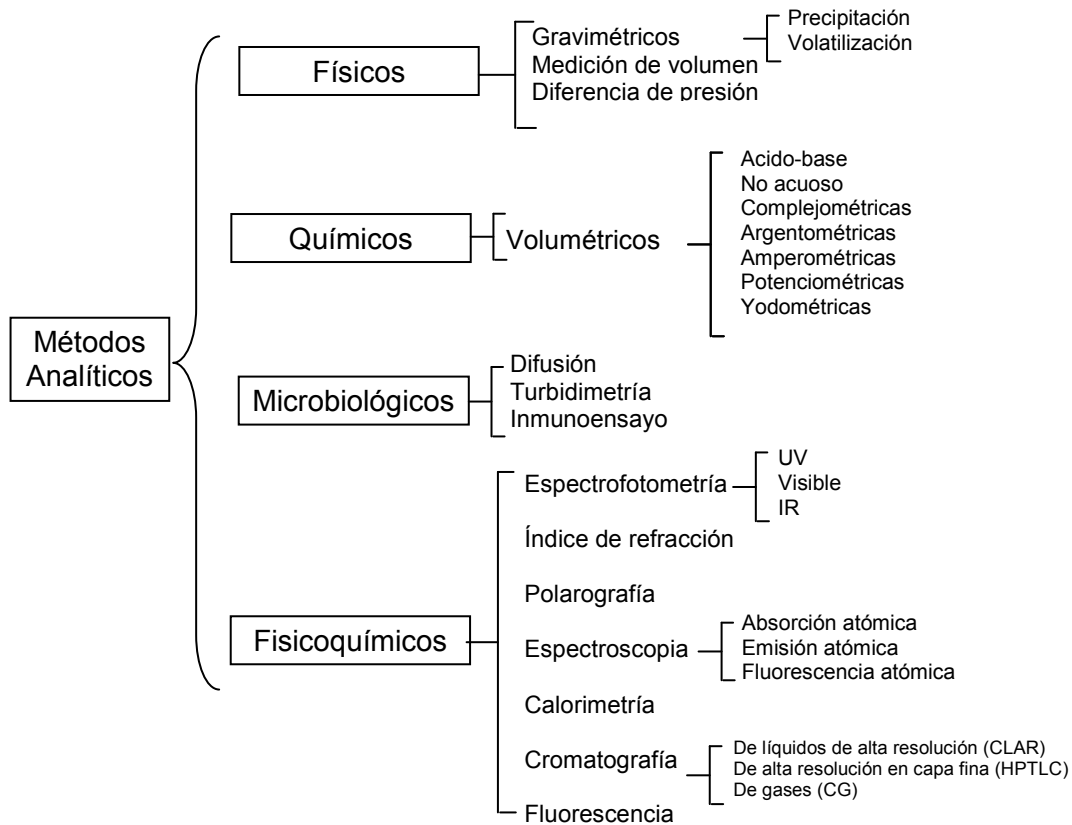 Métodos
Analíticos
Físicos
Gravimétricos
Medición de volumen
Diferencia de presión
Precipitación
Volatilización
Químicos
Volumétricos
Acido-base
No acuoso
Complejométricas
Argentométricas
Amperométricas
Potenciométricas
Yodométricas
Microbiológicos
Difusión
Turbidimetría
Inmunoensayo
Fisicoquímicos
Espectrofotometría
UV
Visible
IR
Índice de refracción
Polarografía
Espectroscopia
Absorción atómica
Emisión atómica
Fluorescencia atómica
Calorimetría
Cromatografía
De líquidos de alta resolución (CLAR)
De alta resolución en capa fina (HPTLC)
De gases (CG)
Fluorescencia